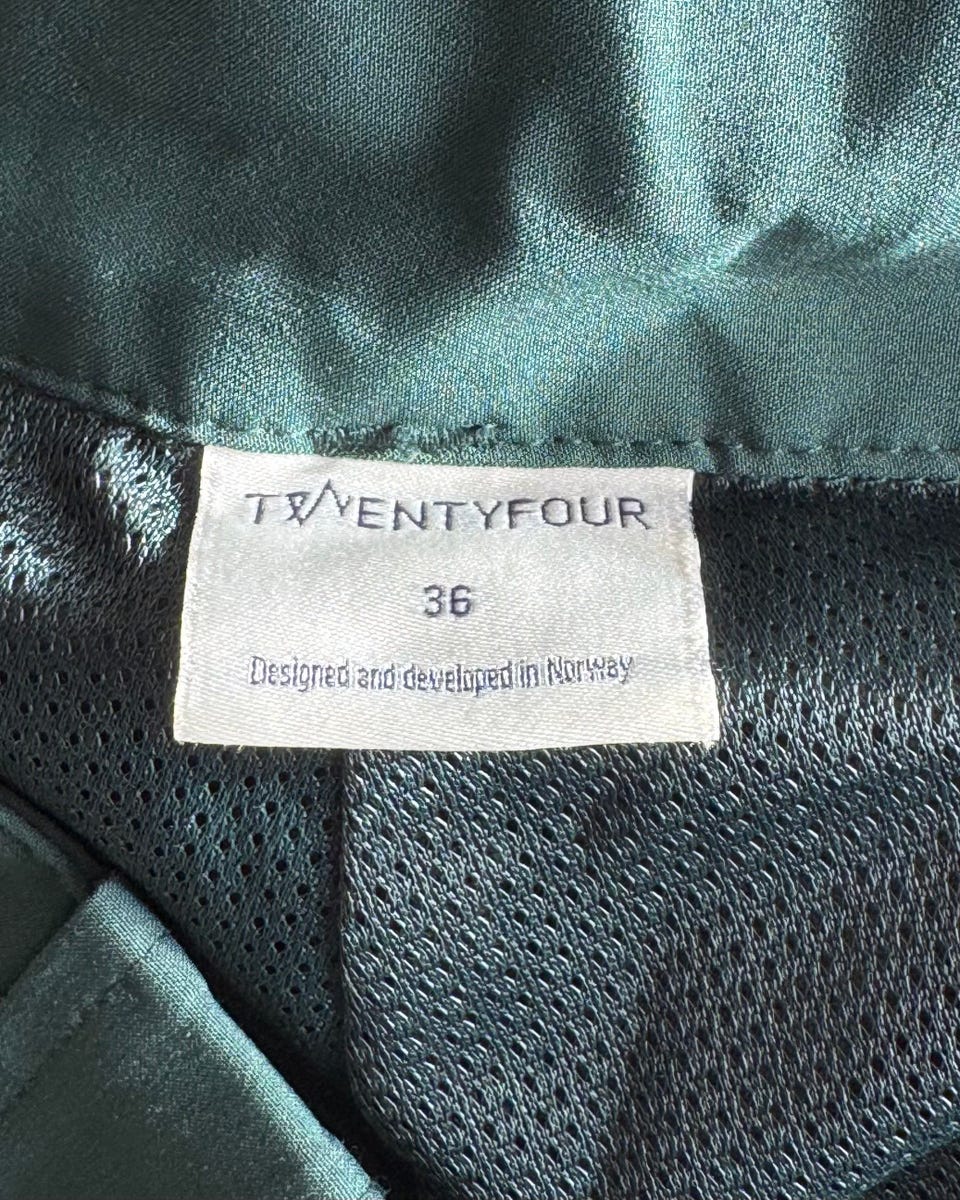 TWENTYFOUR
36
Designed and developed in Norway